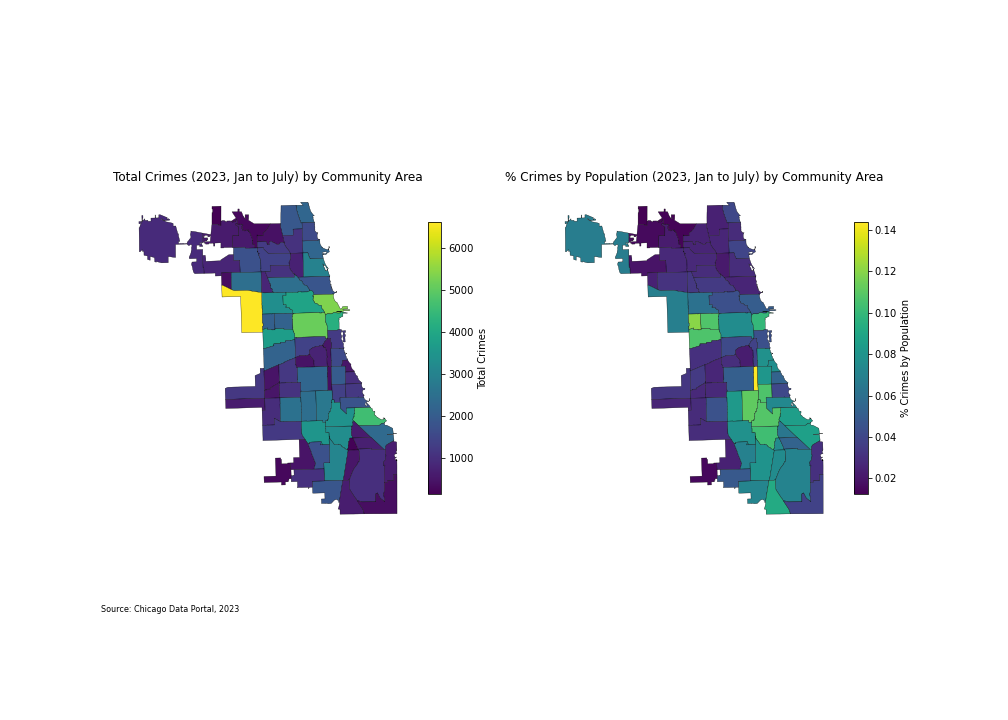 Total Crimes (2023, Jan to July) by Community Area
6000
5000
4000
3000
2000
1000
Total Crimes
% Crimes by Population (2023, Jan to July) by Community Area
0.14
0.12
0.10
0.08
0.06
0.04
0.02
% Crimes by Population
Source: Chicago Data Portal, 2023